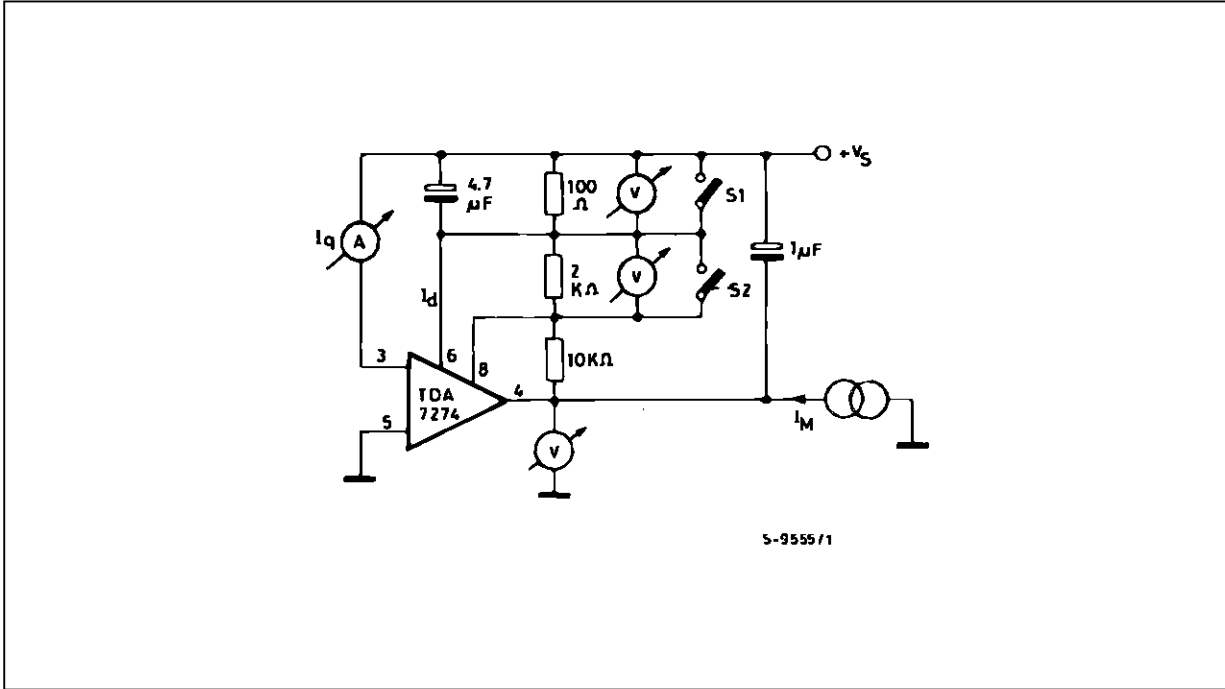 +VS
4.7
µF
100
Ω
V
S1
Iq
A
1µF
2
KΩ
V
S2
Id
3
6
8
10KΩ
TDA
7274
4
5
IM
V
S-9555/1